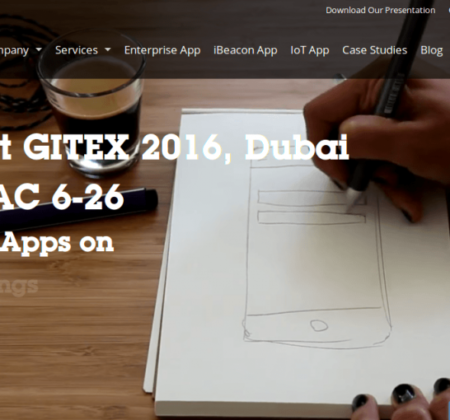 Download Our Presentation
mpany Services Enterprise App iBeacon App IoT App Case Studies Blog
t GITEX 2016, Dubai
AC 6-26
Apps on
ngs